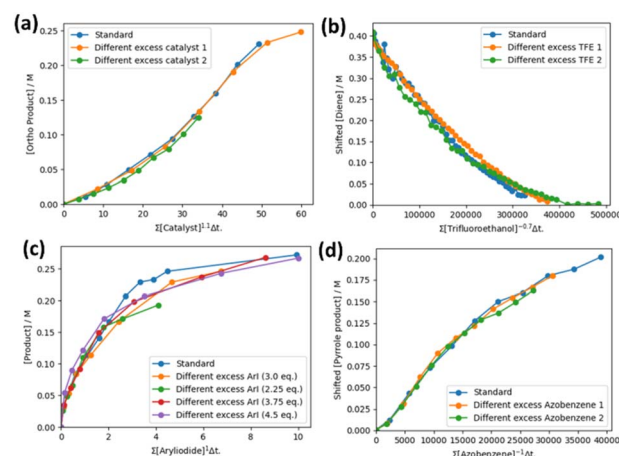 (a)
Standard
Different excess catalyst 1
Different excess catalyst 2
[Ortho Product] / M
0.25
0.20
0.15
0.10
0.05
0.00
0 10 20 30 40 50 60
Σ[Catalyst]^1.1Δt.
(b)
Standard
Different excess TFE 1
Different excess TFE 2
Shifted [Diene] / M
0.40
0.35
0.30
0.25
0.20
0.15
0.10
0.05
0.00
0 100000 200000 300000 400000 500000
Σ[Trifluoroethanol]^−0.7Δt.
(c)
[Product] / M
0.25
0.20
0.15
0.10
0.05
0.00
Standard
Different excess ArI (3.0 eq.)
Different excess ArI (2.25 eq.)
Different excess ArI (3.75 eq.)
Different excess ArI (4.5 eq.)
0 2 4 6 8 10
Σ[Aryliodide]^1Δt.
(d)
Shifted [Pyrrole product] / M
0.200
0.175
0.150
0.125
0.100
0.075
0.050
0.025
0.000
Standard
Different excess Azobenzene 1
Different excess Azobenzene 2
0 5000 10000 15000 20000 25000 30000 35000 40000
Σ[Azobenzene]^−1Δt.